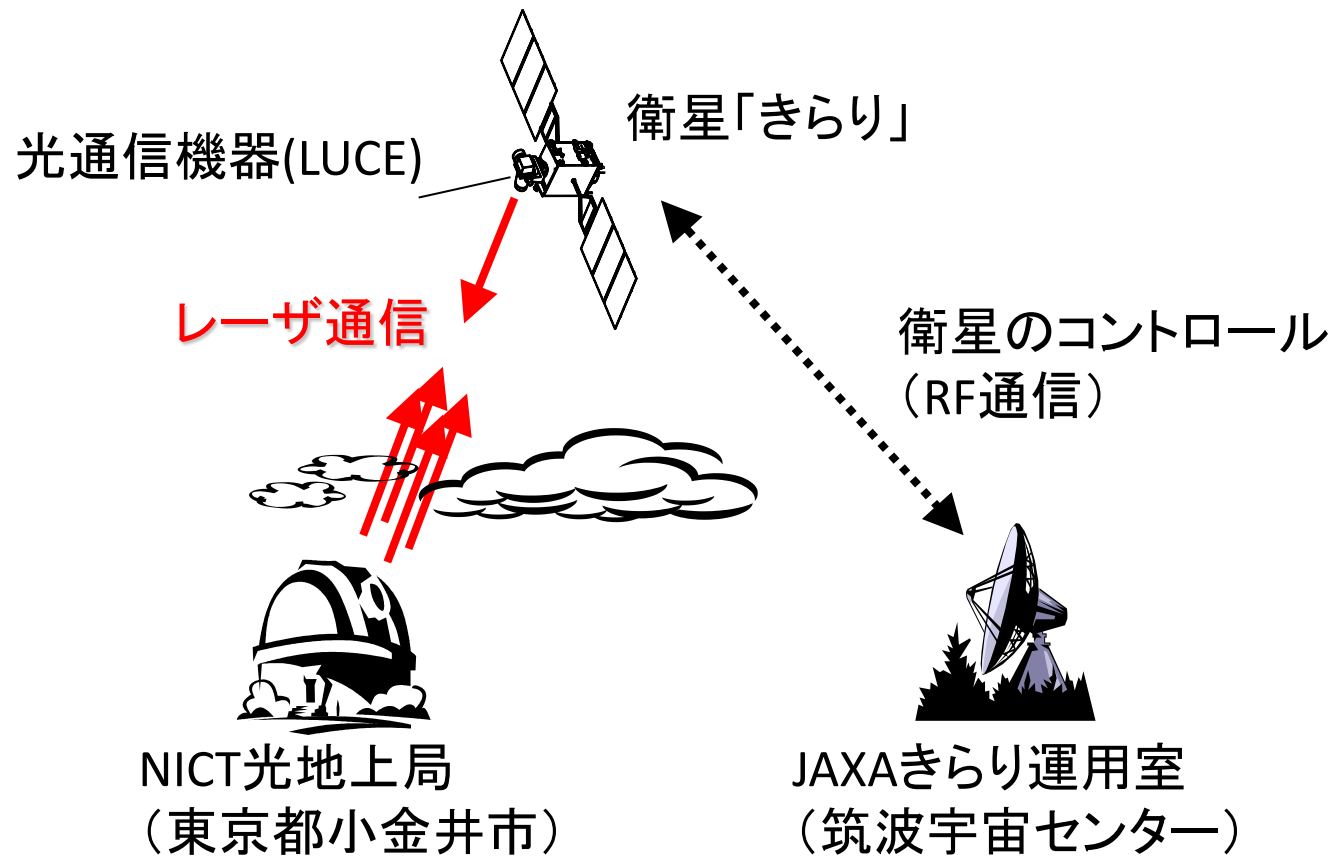 衛星「きらり」
光通信機器(LUCE)
レーザ通信
衛星のコントロール
（RF通信）
NICT光地上局
（東京都小金井市）
JAXAきらり運用室
（筑波宇宙センター）